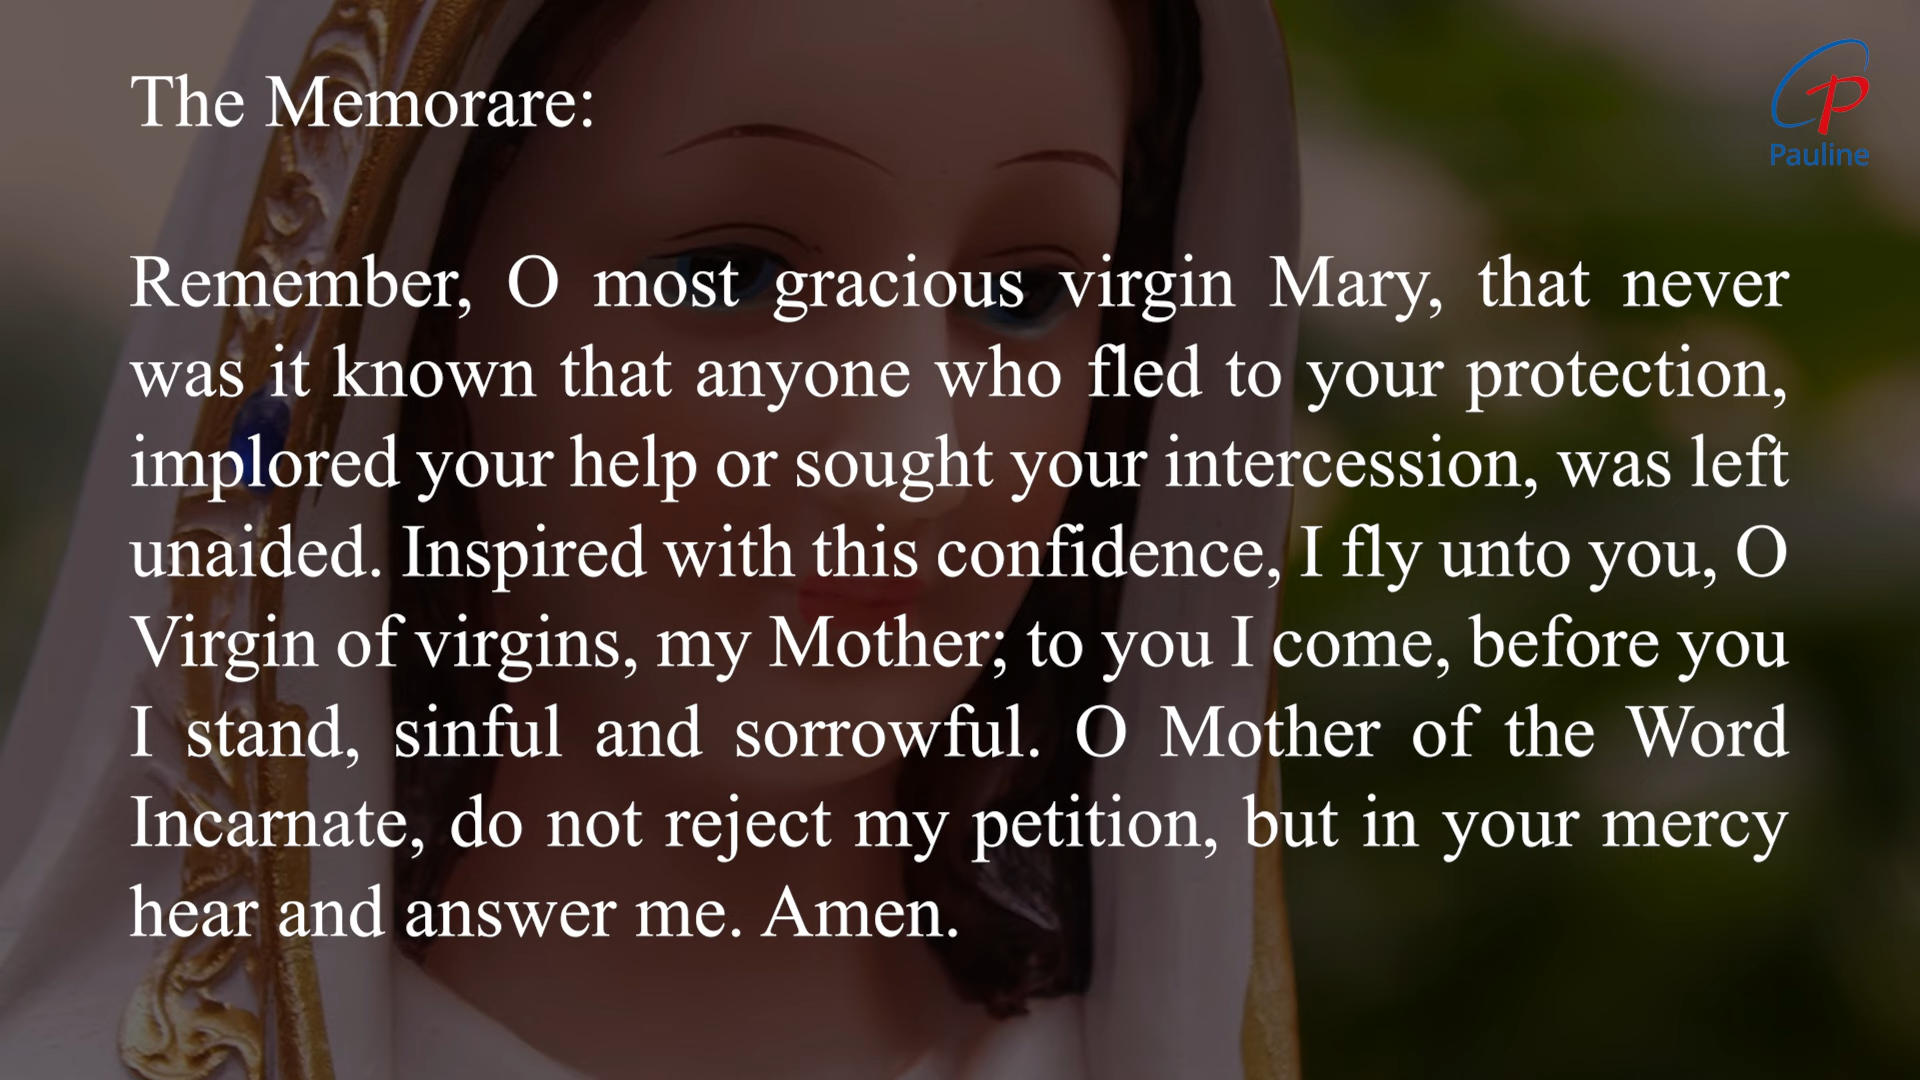 The Memorare:
Pauline
Remember, O most gracious virgin Mary, that never
was it known that anyone who fled to your protection,
implored your help or sought your intercession, was left
unaided. Inspired with this confidence, I fly unto you, O
Virgin of virgins, my Mother; to you I come, before you
I stand, sinful and sorrowful. O Mother of the Word
Incarnate, do not reject my petition, but in your mercy
hear and answer me. Amen.